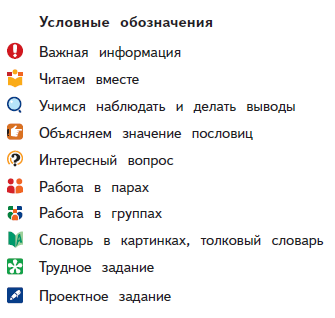 Условные обозначения
Важная информация
Читаем вместе
Учимся наблюдать и делать выводы
Объясняем значение пословиц
Интересный вопрос
Работа в парах
Работа в группах
Словарь в картинках, толковый словарь
Трудное задание
Проектное задание